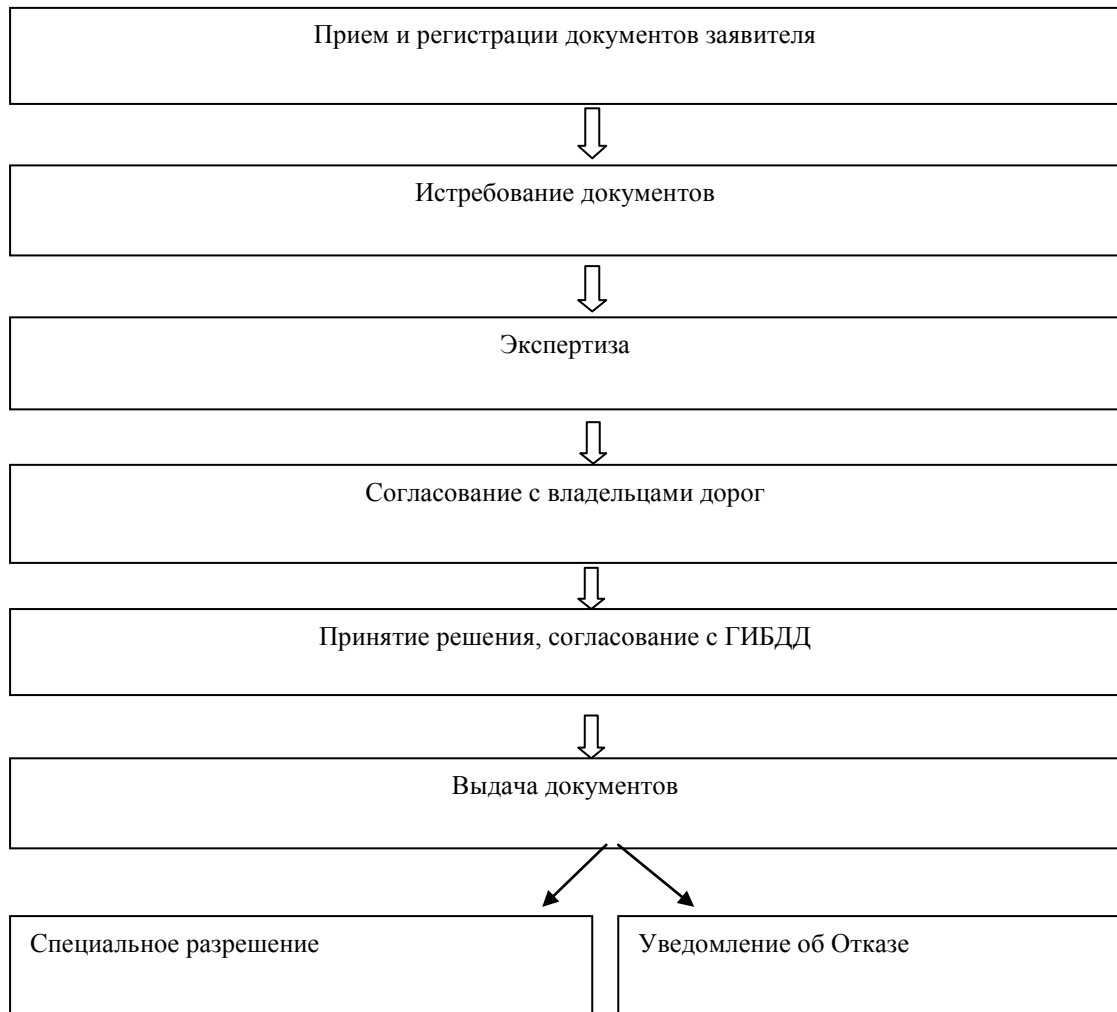 Прием и регистрации документов заявителя
Истребование документов
Экспертиза
Согласование с владельцами дорог
Принятие решения, согласование с ГИБДД
Выдача документов
Специальное разрешение
Уведомление об Отказе